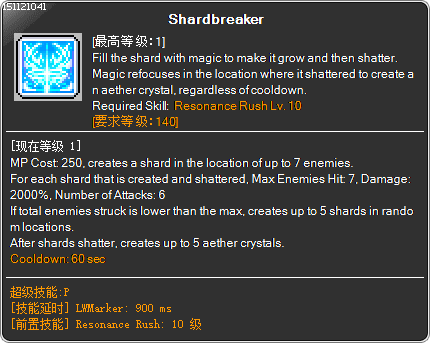 151121041
Shardbreaker
[最高等级:1]
Fill the shard with magic to make it grow and then shatter.
Magic refocuses in the location where it shattered to create a
n aether crystal, regardless of cooldown.
Required Skill: Resonance Rush Lv. 10
[要求等级:140]
[现在等级 1]
MP Cost: 250, creates a shard in the location of up to 7 enemies.
For each shard that is created and shattered, Max Enemies Hit: 7, Damage:
2000%, Number of Attacks: 6
If total enemies struck is lower than the max, creates up to 5 shards in rando
m locations.
After shards shatter, creates up to 5 aether crystals.
Cooldown: 60 sec
超级技能:P
[技能延时] LWMarker: 900 ms
[前置技能] Resonance Rush: 10 级